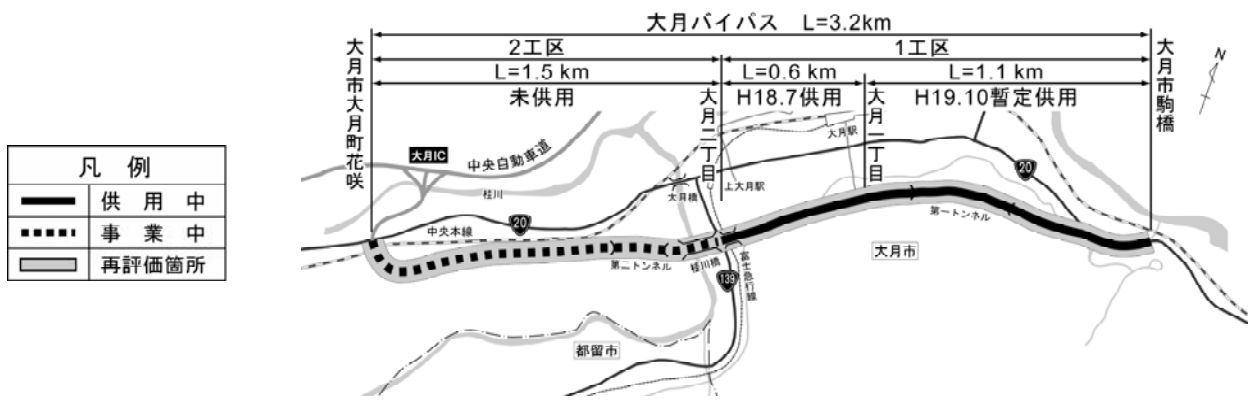 大月バイパス L=3.2km
2工区
1工区
L=1.5 km
L=0.6 km
L=1.1 km
未供用
H18.7供用
H19.10暫定供用
大月市大月町花咲
大月二丁目
大月一丁目
大月市駒橋
N
凡例
供用中
事業中
再評価箇所
大月IC
中央自動車道
桂川
大月橋
上大月駅
大月駅
20
20
中央本線
第二トンネル
桂川橋
139
富士急行線
第一トンネル
大月市
都留市